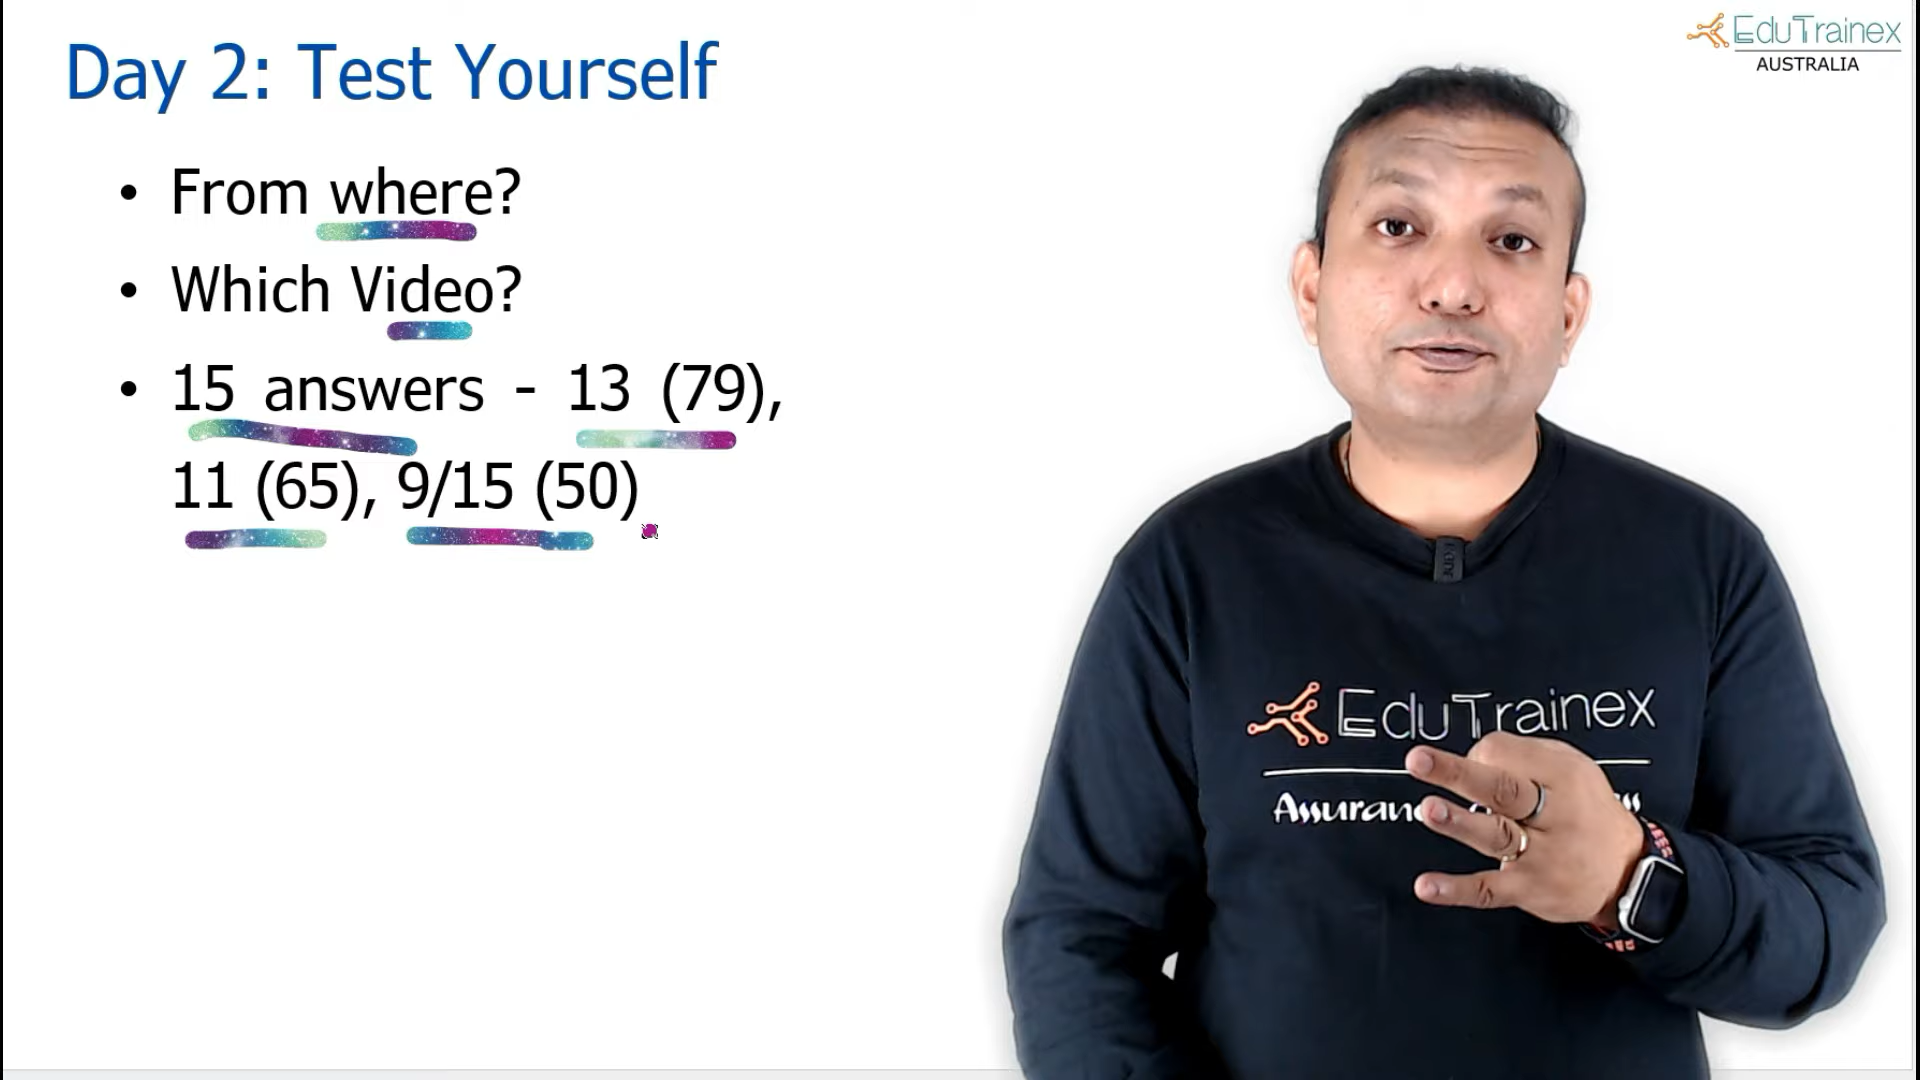 Day 2: Test Yourself
EduTrainex
AUSTRALIA
• From where?
• Which Video?
• 15 answers - 13 (79),
11 (65), 9/15 (50)
EduTrainex